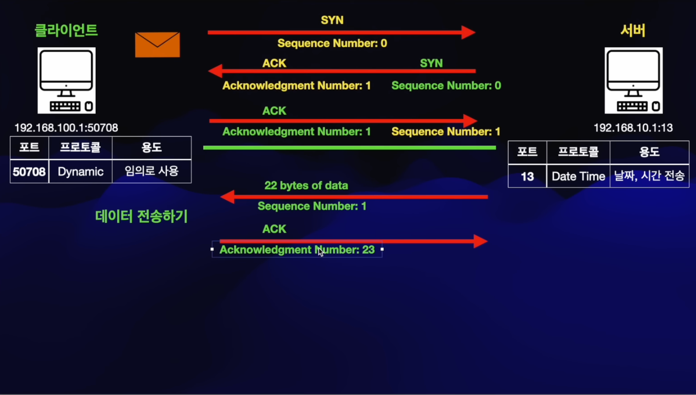 클라이언트
SYN
서버
Sequence Number: 0
ACK SYN
Acknowledgment Number: 1 Sequence Number: 0
ACK
192.168.100.1:50708
192.168.10.1:13
Acknowledgment Number: 1 Sequence Number: 1
포트 프로토콜 용도
50708 Dynamic 임의로 사용
포트 프로토콜 용도
13 Date Time 날짜, 시간 전송
22 bytes of data
Sequence Number: 1
데이터 전송하기
ACK
Acknowledgment Number: 23